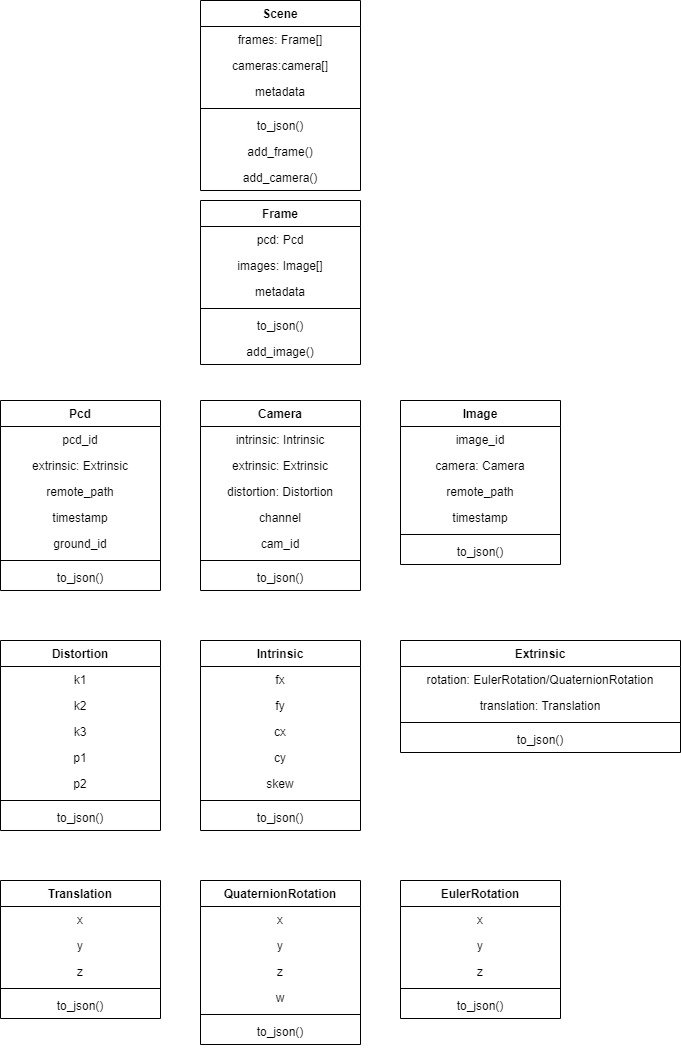 Scene
frames: Frame[]
cameras:camera[]
metadata
to_json()
add_frame()
add_camera()
Frame
pcd: Pcd
images: Image[]
metadata
to_json()
add_image()
Pcd
pcd_id
extrinsic: Extrinsic
remote_path
timestamp
ground_id
to_json()
Camera
intrinsic: Intrinsic
extrinsic: Extrinsic
distortion: Distortion
channel
cam_id
to_json()
Image
image_id
camera: Camera
remote_path
timestamp
to_json()
Distortion
k1
k2
k3
p1
p2
to_json()
Intrinsic
fx
fy
cx
cy
skew
to_json()
Extrinsic
rotation: EulerRotation/QuaternionRotation
translation: Translation
to_json()
Translation
x
y
z
to_json()
QuaternionRotation
x
y
z
w
to_json()
EulerRotation
x
y
z
to_json()